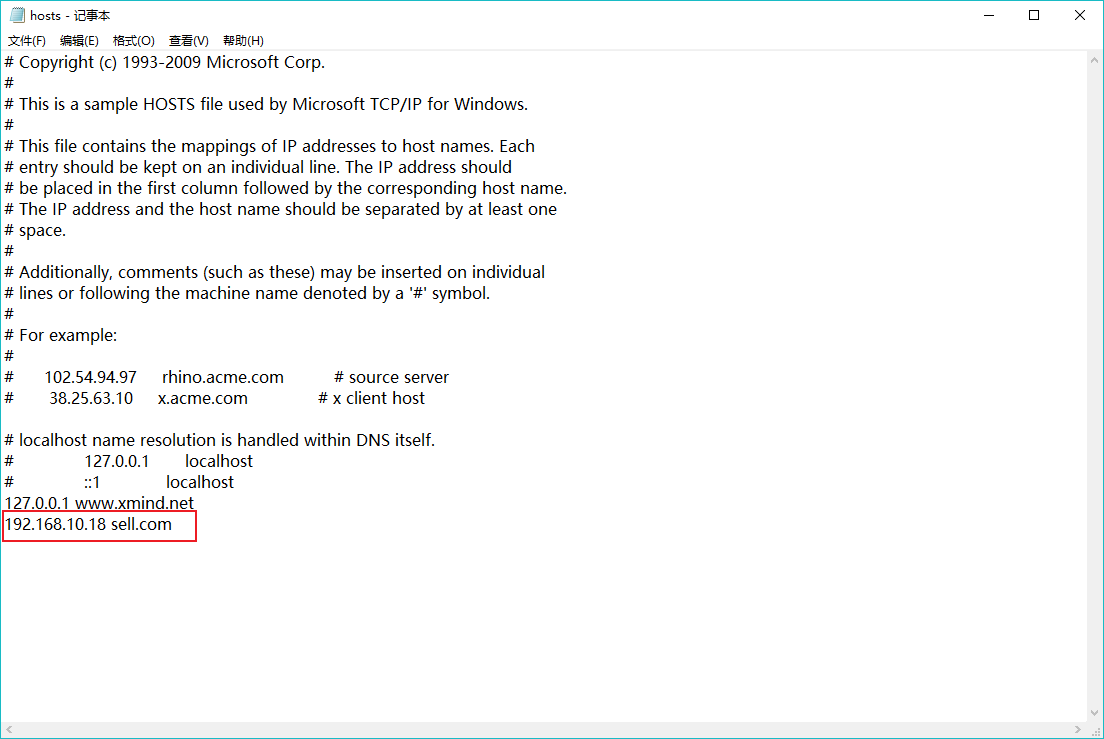 hosts - 记事本
文件(F) 编辑(E) 格式(O) 查看(V) 帮助(H)
# Copyright (c) 1993-2009 Microsoft Corp.
#
# This is a sample HOSTS file used by Microsoft TCP/IP for Windows.
#
# This file contains the mappings of IP addresses to host names. Each
# entry should be kept on an individual line. The IP address should
# be placed in the first column followed by the corresponding host name.
# The IP address and the host name should be separated by at least one
# space.
#
# Additionally, comments (such as these) may be inserted on individual
# lines or following the machine name denoted by a '#' symbol.
#
# For example:
#
#      102.54.94.97     rhino.acme.com          # source server
#       38.25.63.10     x.acme.com              # x client host

# localhost name resolution is handled within DNS itself.
#	127.0.0.1       localhost
#	::1             localhost
127.0.0.1 www.xmind.net
192.168.10.18 sell.com